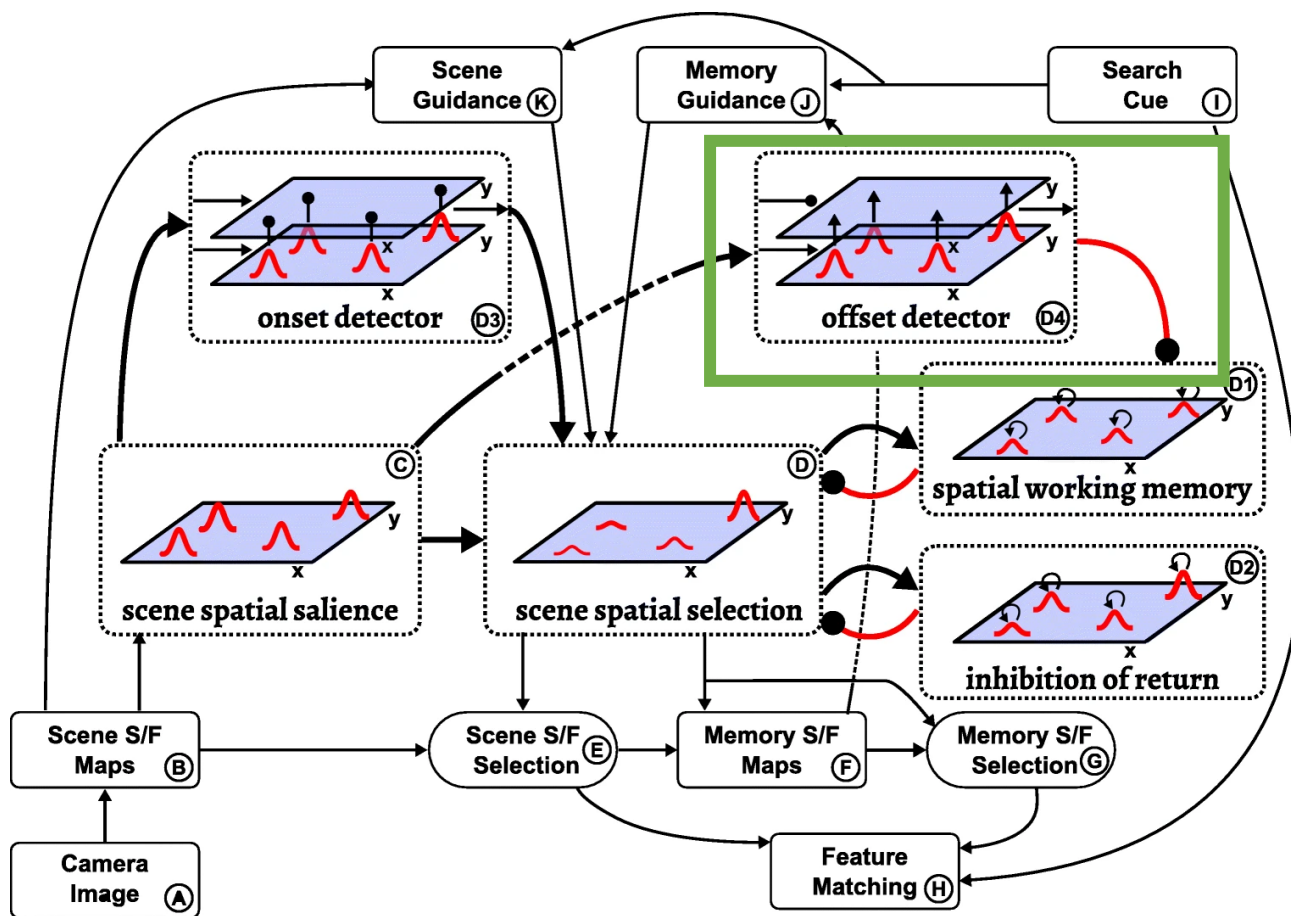 Scene
Guidance K
Memory
Guidance J
Search
Cue I
y
x
y
x
onset detector D3
y
x
y
x
offset detector D4
C
y
x
scene spatial salience
D
y
x
scene spatial selection
D1
y
x
spatial working memory
D2
y
x
inhibition of return
Scene S/F
Maps B
Scene S/F
Selection E
Memory S/F
Maps F
Memory S/F
Selection G
Camera
Image A
Feature
Matching H